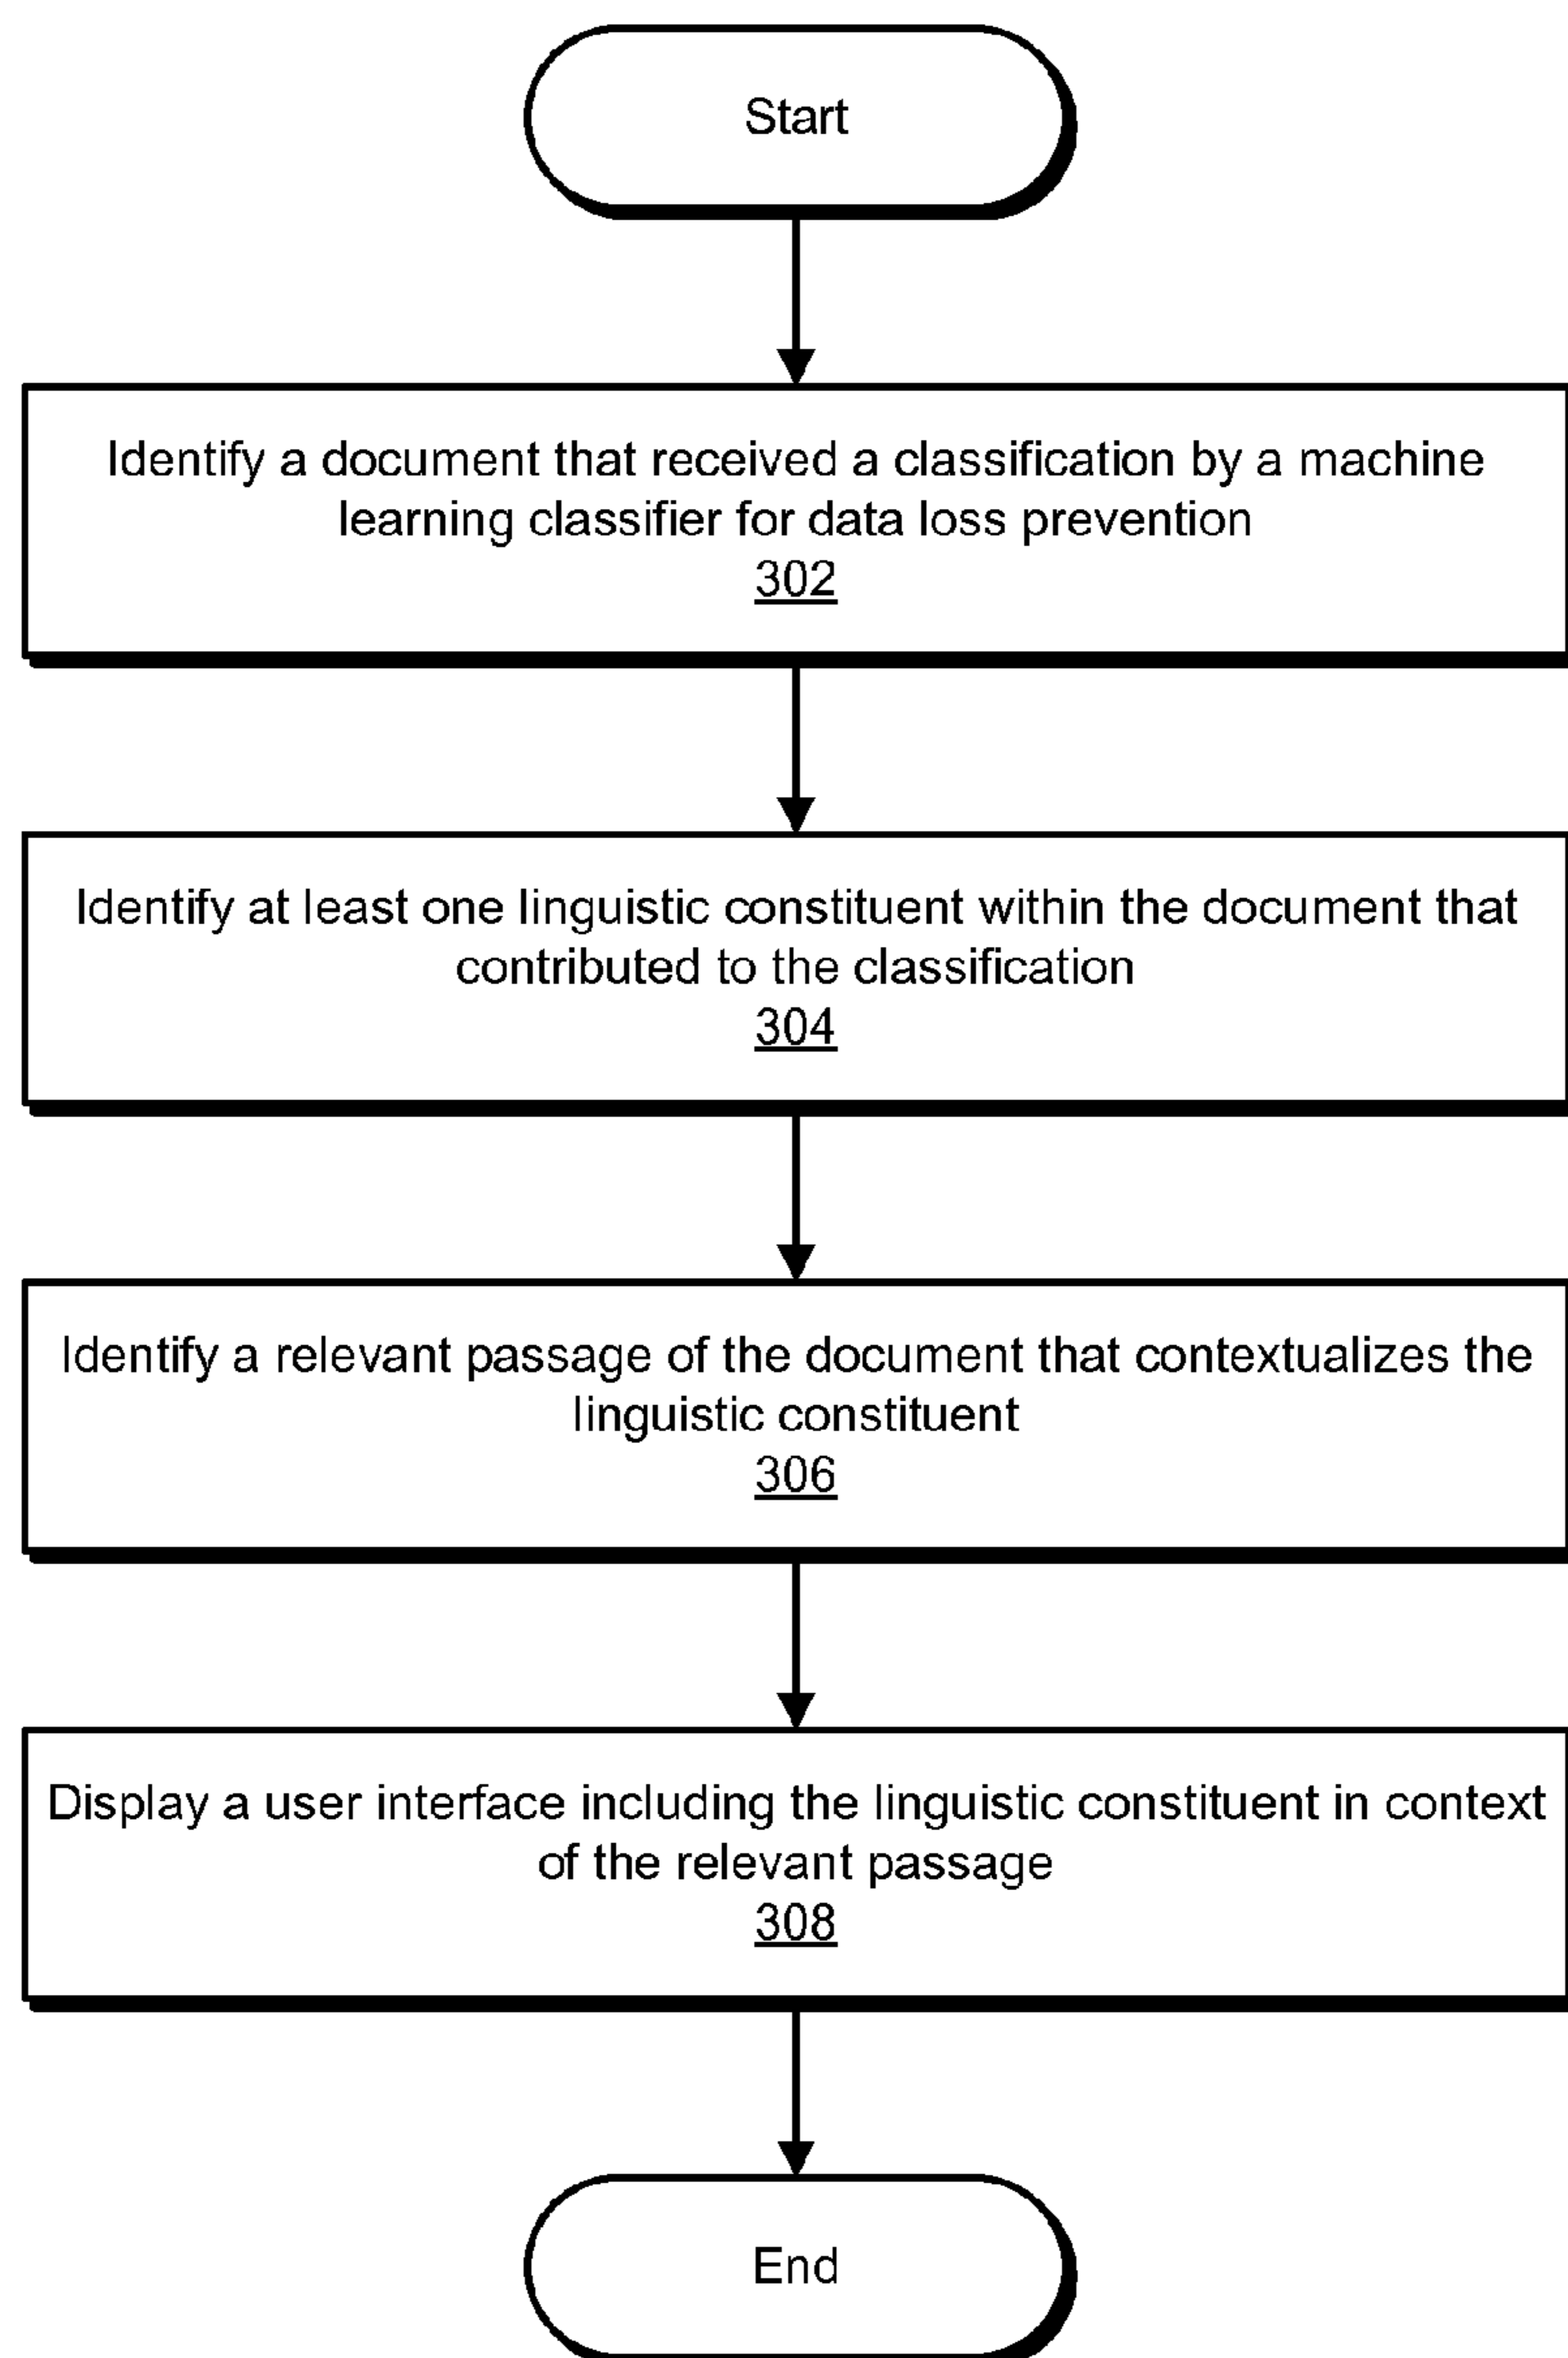 Start
Identify a document that received a classification by a machine
learning classifier for data loss prevention
302
Identify at least one linguistic constituent within the document that
contributed to the classification
304
Identify a relevant passage of the document that contextualizes the
linguistic constituent
306
Display a user interface including the linguistic constituent in context
of the relevant passage
308
End